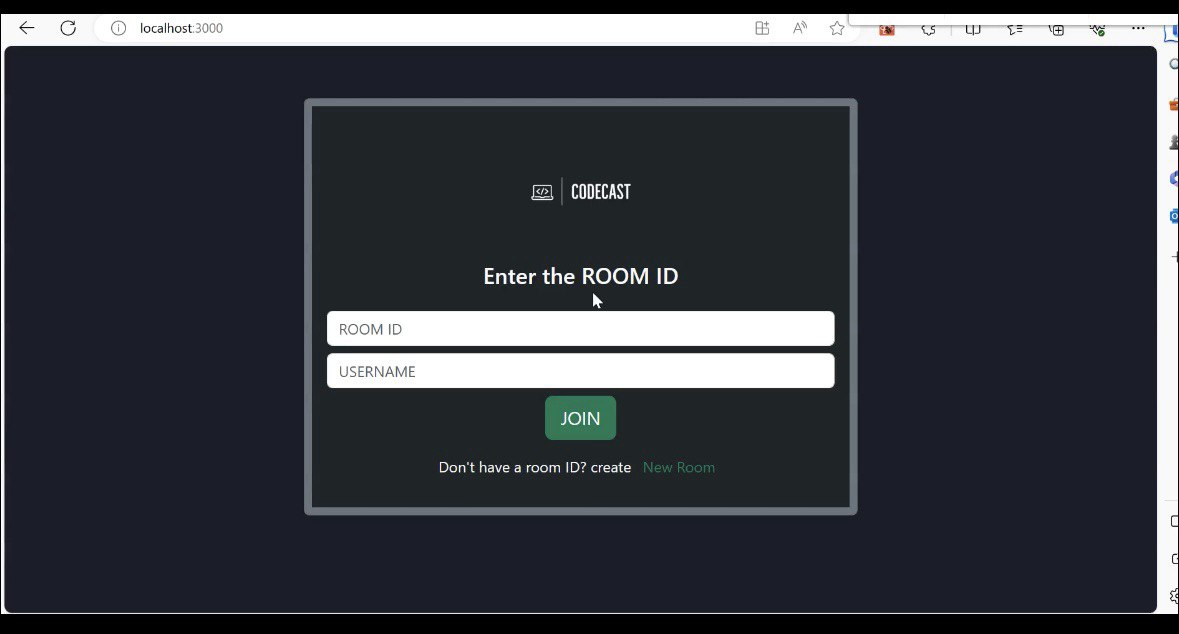 localhost:3000
CODECAST
Enter the ROOM ID
ROOM ID
USERNAME
JOIN
Don't have a room ID? create New Room